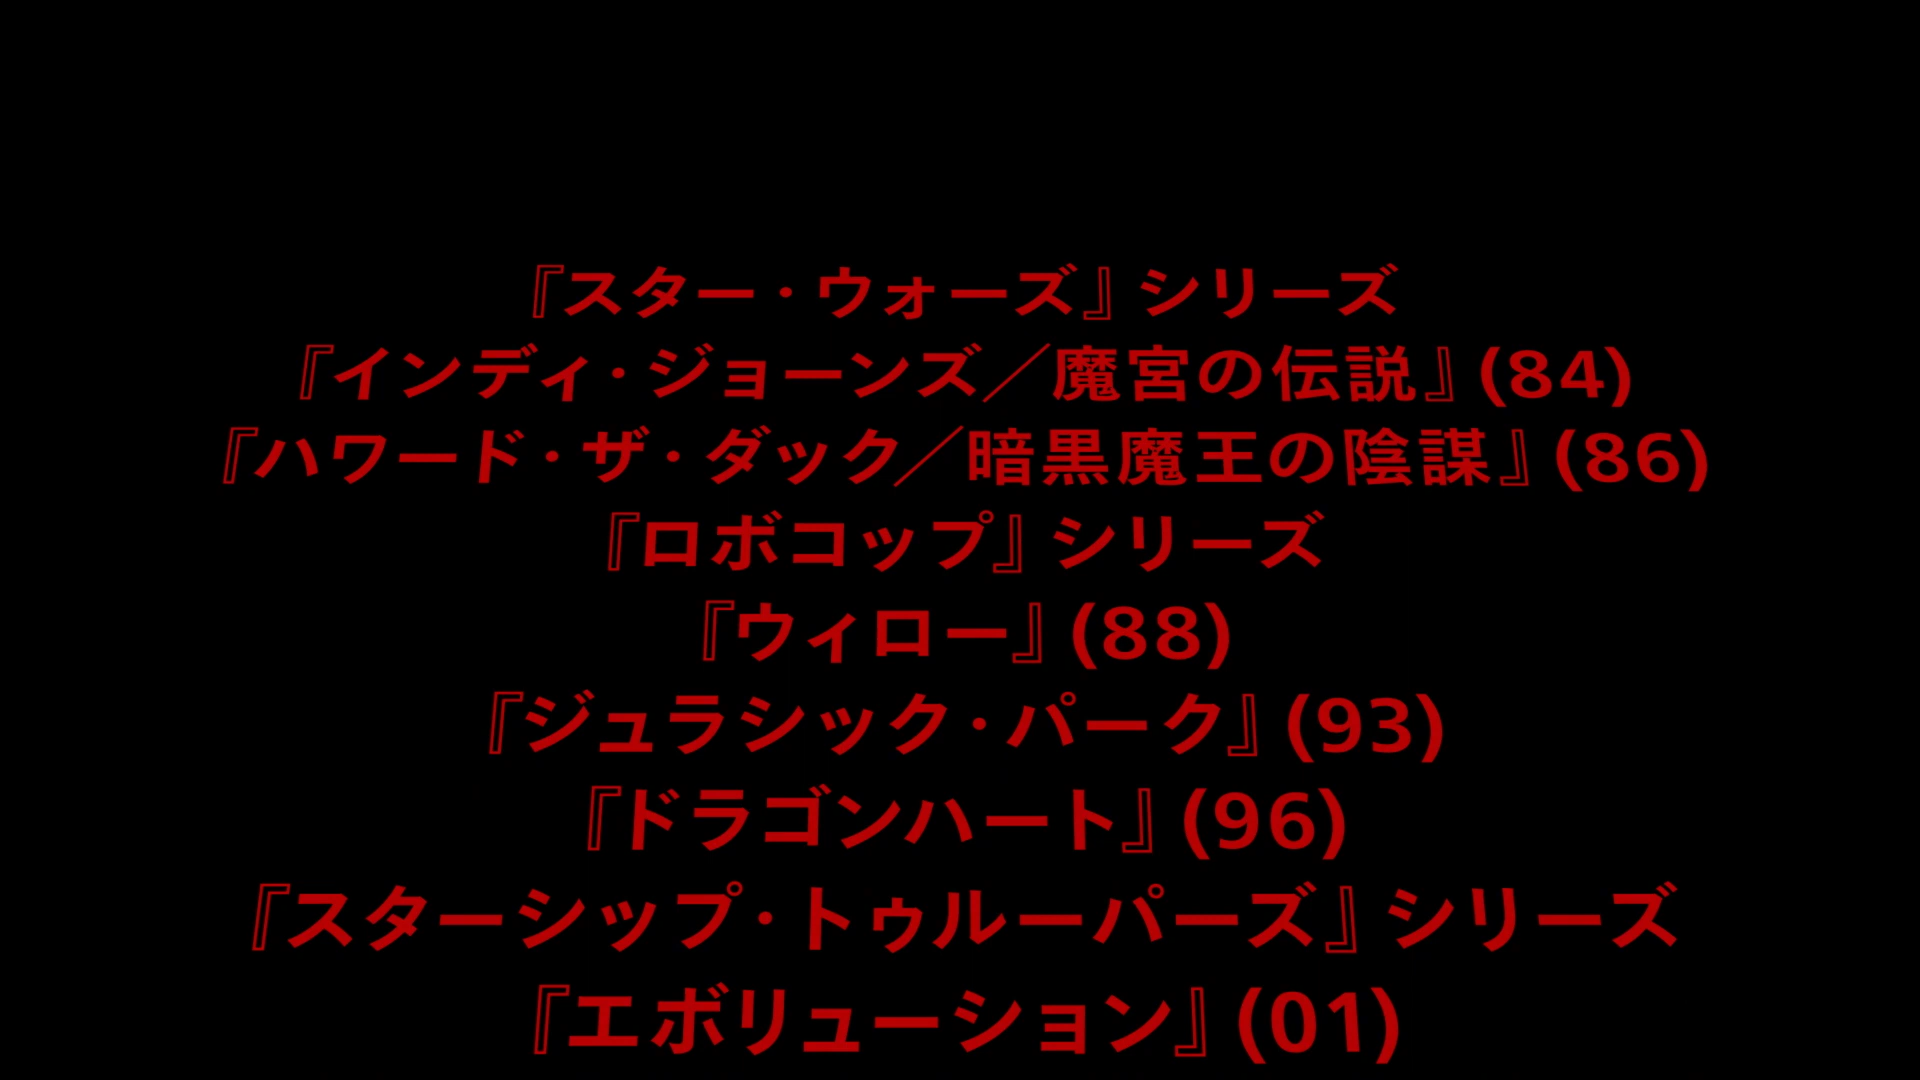 『スター・ウォーズ』シリーズ
『インディ・ジョーンズ／魔宮の伝説』(84)
『ハワード・ザ・ダック／暗黒魔王の陰謀』(86)
『ロボコップ』シリーズ
『ウィロー』(88)
『ジュラシック・パーク』(93)
『ドラゴンハート』(96)
『スターシップ・トゥルーパーズ』シリーズ
『エボリューション』(01)